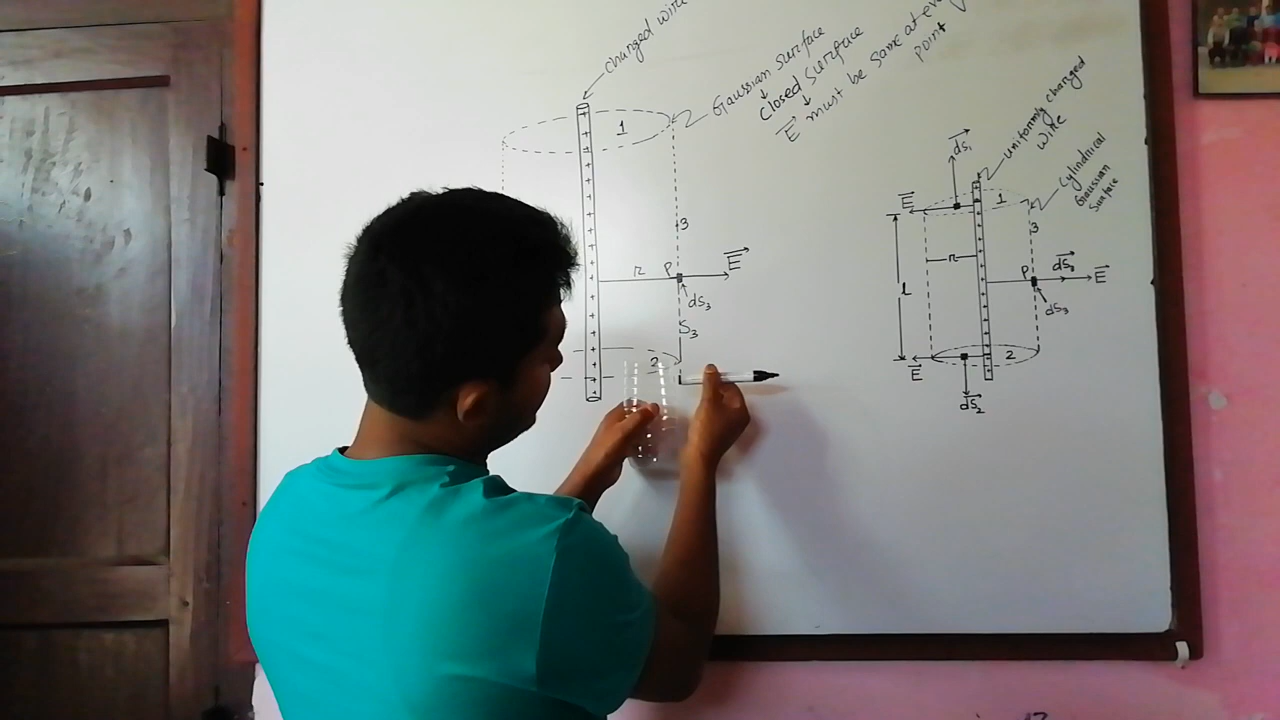 charged wire
Gaussian surface
closed surface
E must be same at every
point
1
3
r
P
E
dS3
S3
2
dS1
uniformly charged
wire
cylindrical
Gaussian
surface
E
1
3
r
l
P
dS3
E
dS3
E
2
dS2